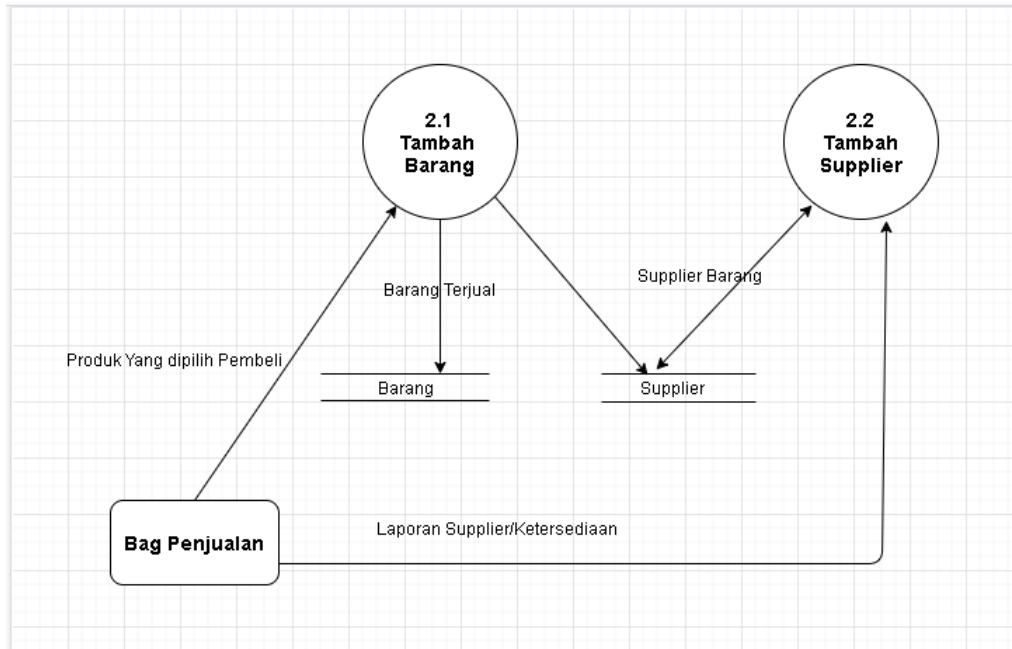 2.1
Tambah
Barang
2.2
Tambah
Supplier
Supplier Barang
Barang Terjual
Produk Yang dipilih Pembeli
Barang
Supplier
Laporan Supplier/Ketersediaan
Bag Penjualan